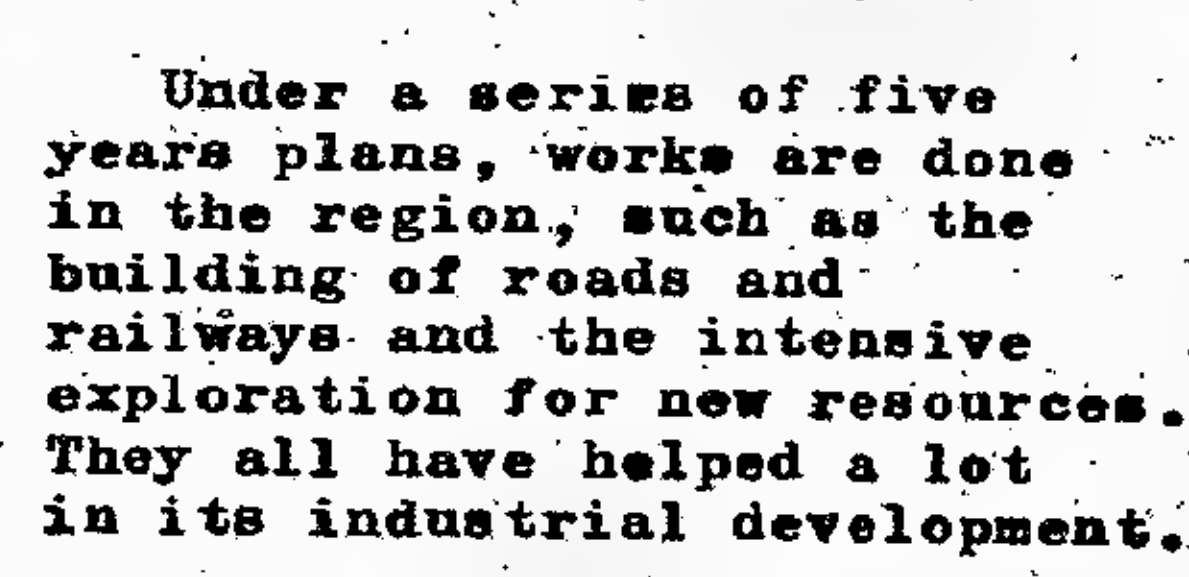 Under a series of five
years plans, works are done
in the region, such as the
building of roads and
railways and the intensive
exploration for new resources.
They all have helped a lot
in its industrial development.